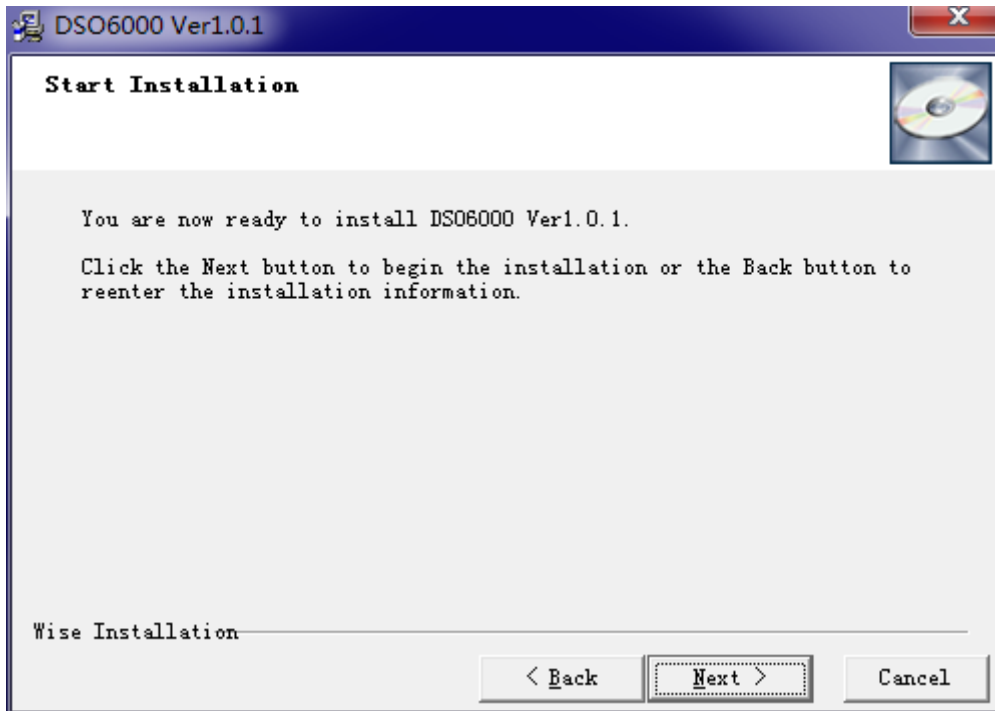 DSO6000 Ver1.0.1
Start Installation
You are now ready to install DSO6000 Ver1.0.1.
Click the Next button to begin the installation or the Back button to
reenter the installation information.
Wise Installation
< Back
Next >
Cancel